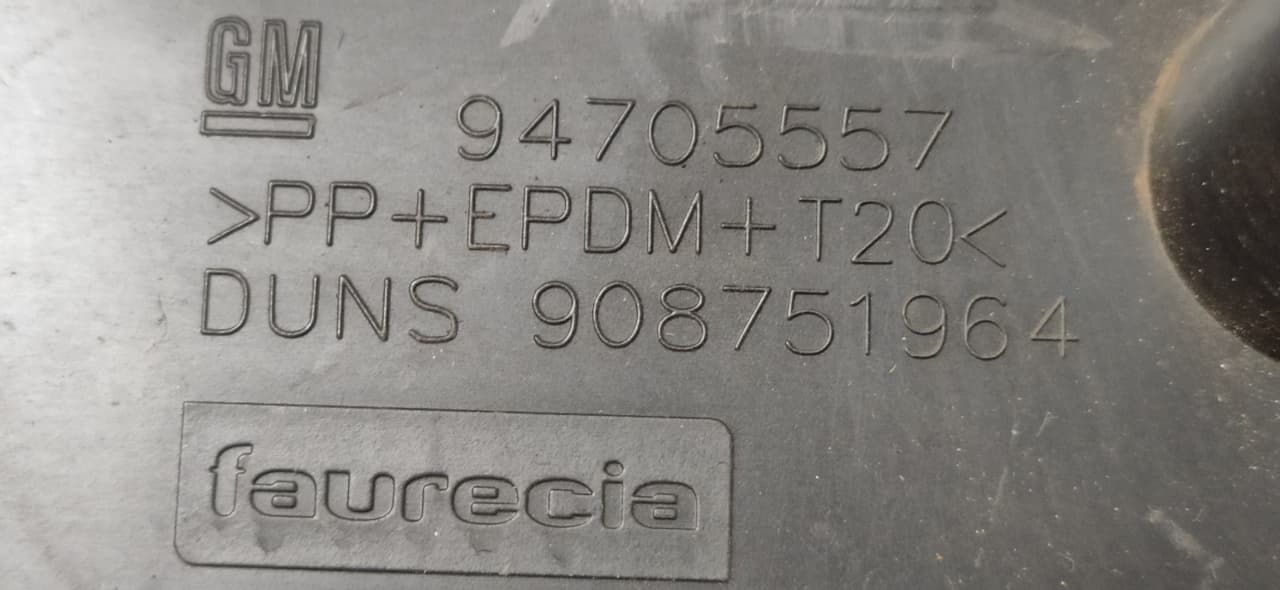 GM
94705557
>PP+EPDM+T20<
DUNS 908751964
faurecia